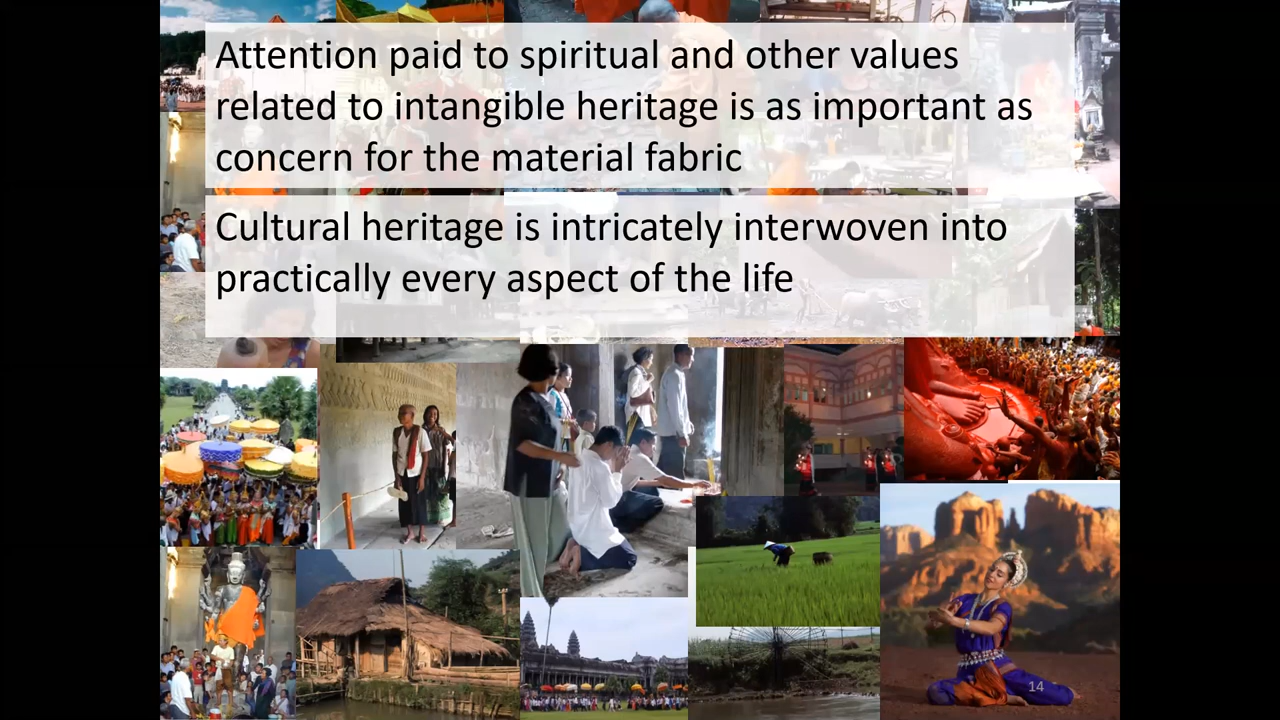 Attention paid to spiritual and other values
related to intangible heritage is as important as
concern for the material fabric
Cultural heritage is intricately interwoven into
practically every aspect of the life
14